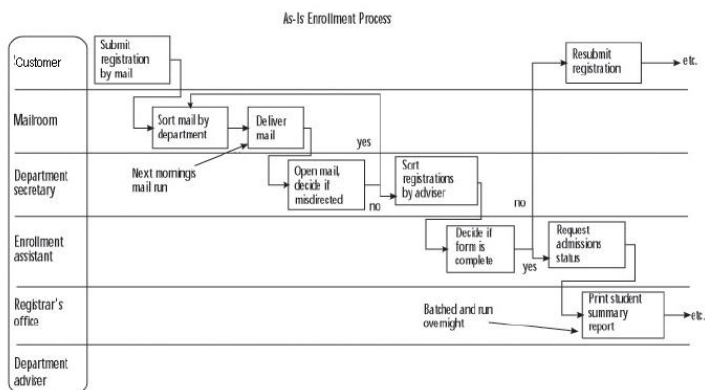 As-Is Enrollment Process
Customer
Submit
registration
by mail
Resubmit
registration
etc.
Mailroom
Sort mail by
department
Deliver
mail
yes
Next mornings
mail run
Department
secretary
Open mail,
decide if
misdirected
no
Sort
registrations
by adviser
no
Enrollment
assistant
Decide if
form is
complete
yes
Request
admissions
status
Registrar's
office
Batched and run
overnight
Print student
summary
report
etc.
Department
adviser